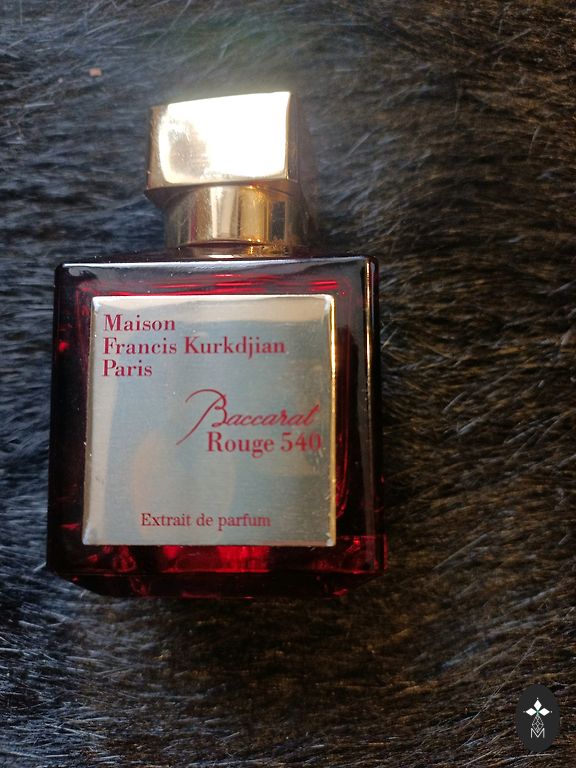 Maison
Francis Kurkdjian
Paris
Baccarat
Rouge 540
Extrait de parfum
M